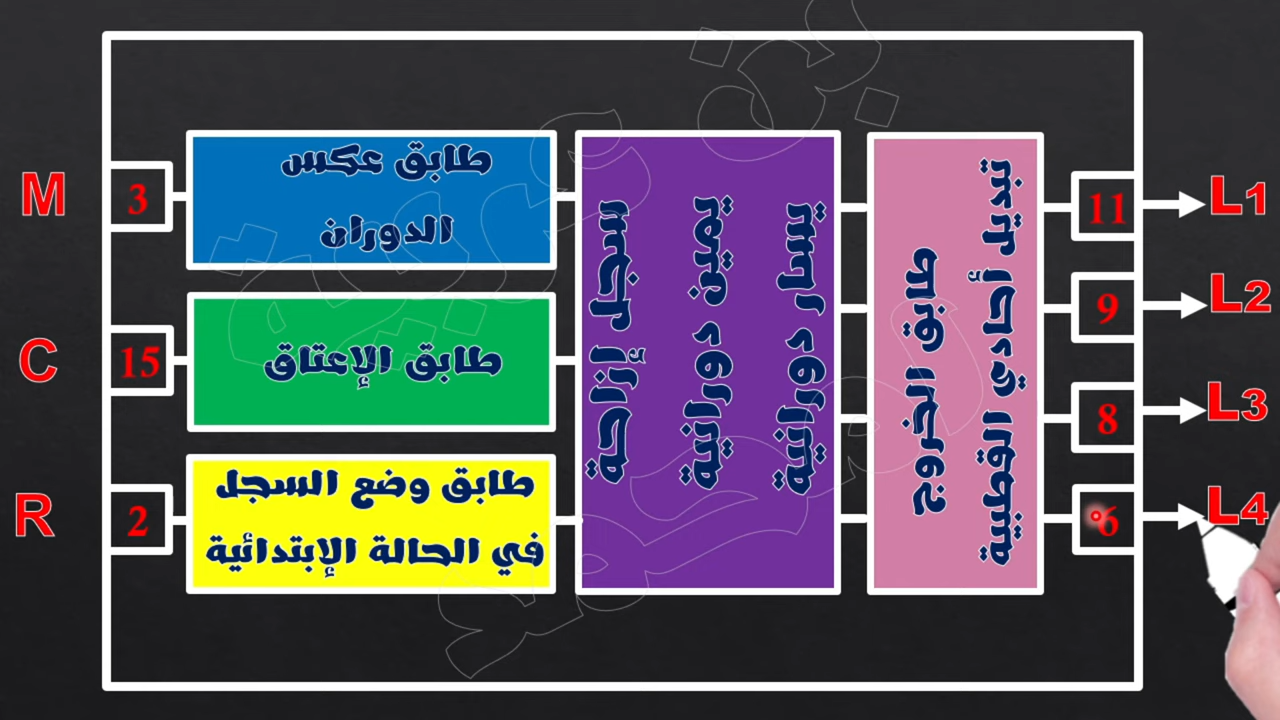 M
3
طابق عكس
الدوران
C
15
طابق الإعتاق
R
2
طابق وضع السجل
في الحالة الإبتدائية
سجل إزاحة
يمين دورانية
يسار دورانية
طابق الخروج
تبديل أحادي القطبية
11
L1
9
L2
8
L3
6
L4